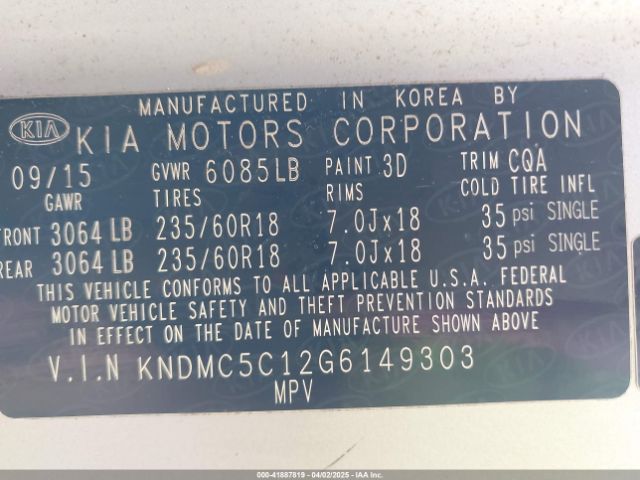 MANUFACTURED IN KOREA BY
KIA KIA MOTORS CORPORATION
09/15 GVWR 6085LB PAINT 3D TRIM CQA
GAWR TIRES RIMS COLD TIRE INFL
FRONT 3064 LB 235/60R18 7.0Jx18 35 psi SINGLE
REAR 3064 LB 235/60R18 7.0Jx18 35 psi SINGLE
THIS VEHICLE CONFORMS TO ALL APPLICABLE U.S.A. FEDERAL
MOTOR VEHICLE SAFETY AND THEFT PREVENTION STANDARDS
IN EFFECT ON THE DATE OF MANUFACTURE SHOWN ABOVE
V.I.N KNDMC5C12G6149303
MPV
000-41887819 04/02/2025 IAA Inc.